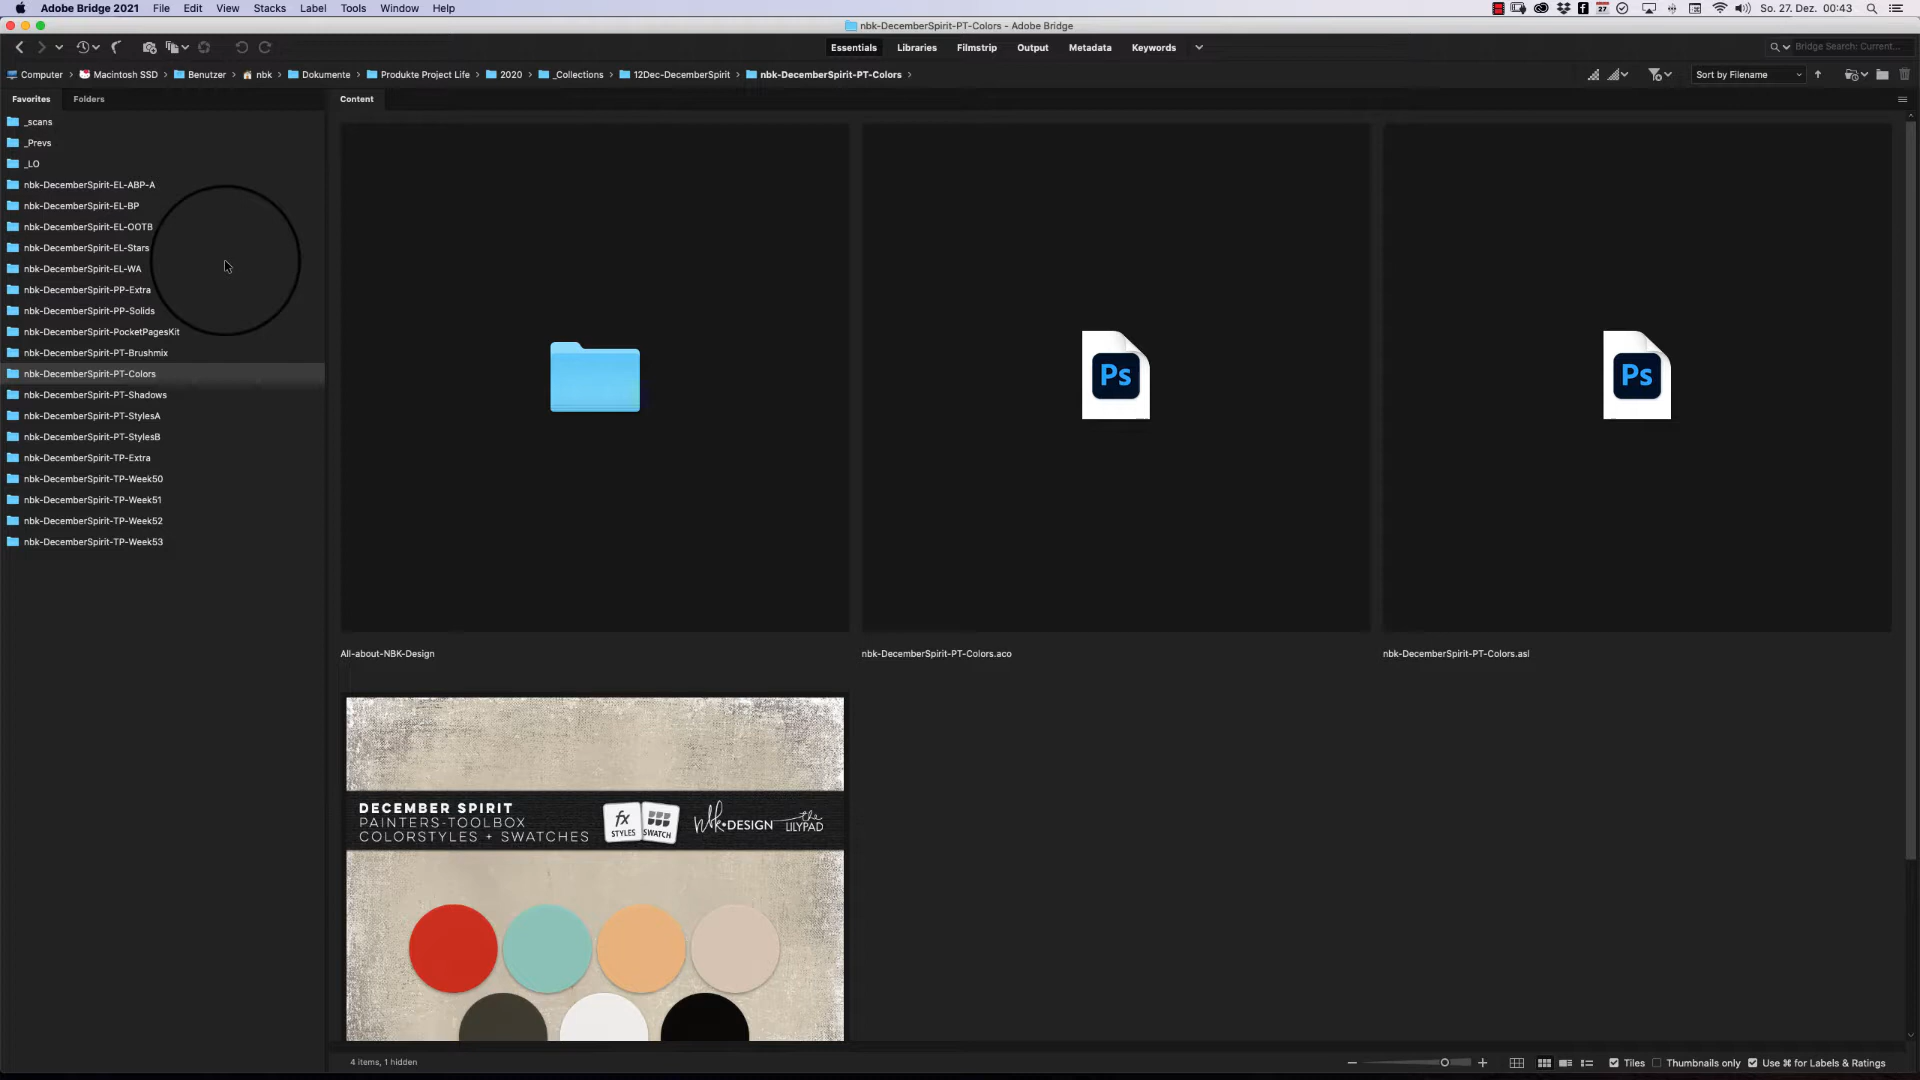 Adobe Bridge 2021 File Edit View Stacks Label Tools Window Help
27 So. 27. Dez. 00:43
nbk-DecemberSpirit-PT-Colors – Adobe Bridge
Essentials Libraries Filmstrip Output Metadata Keywords
Bridge Search: Current...
Computer Macintosh SSD Benutzer nbk Dokumente Produkte Project Life 2020 _Collections 12Dec-DecemberSpirit nbk-DecemberSpirit-PT-Colors
Sort by Filename
Favorites Folders
Content
_scans
_Prevs
_LO
nbk-DecemberSpirit-EL-ABP-A
nbk-DecemberSpirit-EL-BP
nbk-DecemberSpirit-EL-OOTB
nbk-DecemberSpirit-EL-Stars
nbk-DecemberSpirit-EL-WA
nbk-DecemberSpirit-PP-Extra
nbk-DecemberSpirit-PP-Solids
nbk-DecemberSpirit-PocketPagesKit
nbk-DecemberSpirit-PT-Brushmix
nbk-DecemberSpirit-PT-Colors
nbk-DecemberSpirit-PT-Shadows
nbk-DecemberSpirit-PT-StylesA
nbk-DecemberSpirit-PT-StylesB
nbk-DecemberSpirit-TP-Extra
nbk-DecemberSpirit-TP-Week50
nbk-DecemberSpirit-TP-Week51
nbk-DecemberSpirit-TP-Week52
nbk-DecemberSpirit-TP-Week53
Ps
Ps
All-about-NBK-Design
nbk-DecemberSpirit-PT-Colors.aco
nbk-DecemberSpirit-PT-Colors.asl
DECEMBER SPIRIT
PAINTERS-TOOLBOX
COLORSTYLES + SWATCHES
fx
STYLES
SWATCH
nbk•DESIGN
the
LILYPAD
4 items, 1 hidden
Tiles Thumbnails only Use ⌘ for Labels & Ratings